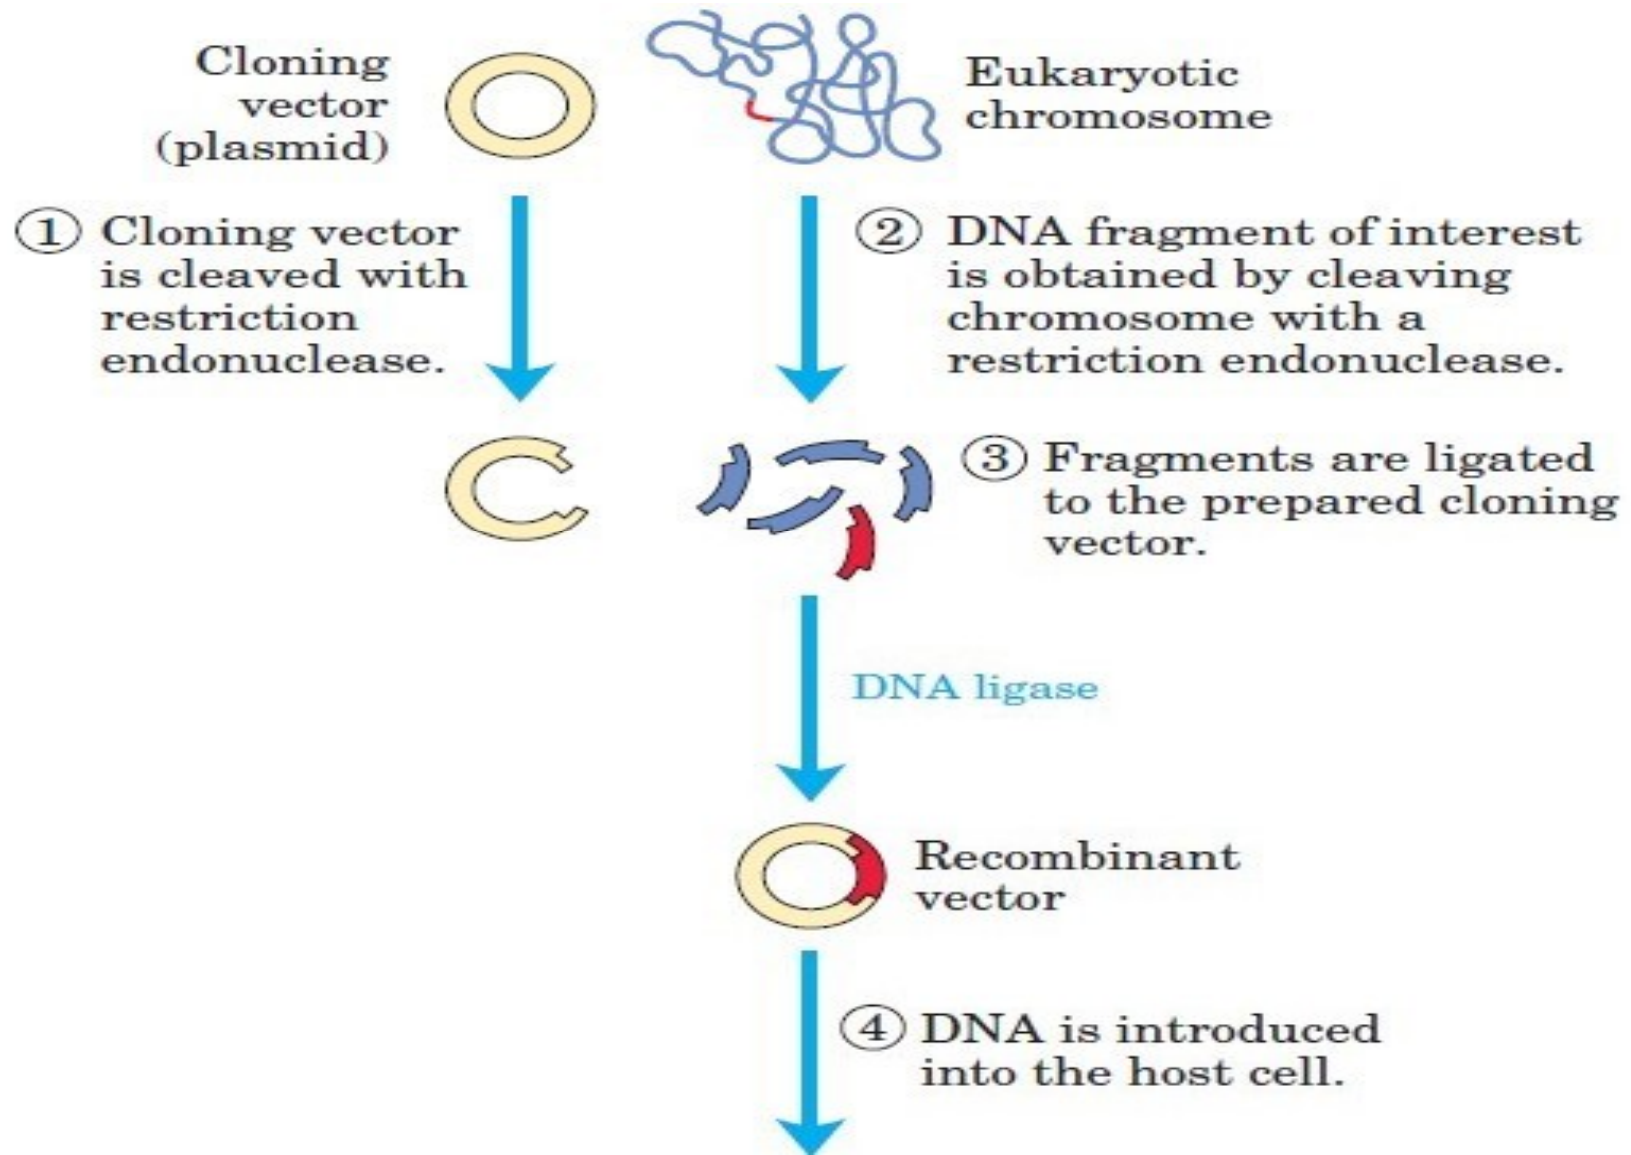 Cloning
vector
(plasmid)
Eukaryotic
chromosome
① Cloning vector
is cleaved with
restriction
endonuclease.
② DNA fragment of interest
is obtained by cleaving
chromosome with a
restriction endonuclease.
③ Fragments are ligated
to the prepared cloning
vector.
DNA ligase
Recombinant
vector
④ DNA is introduced
into the host cell.